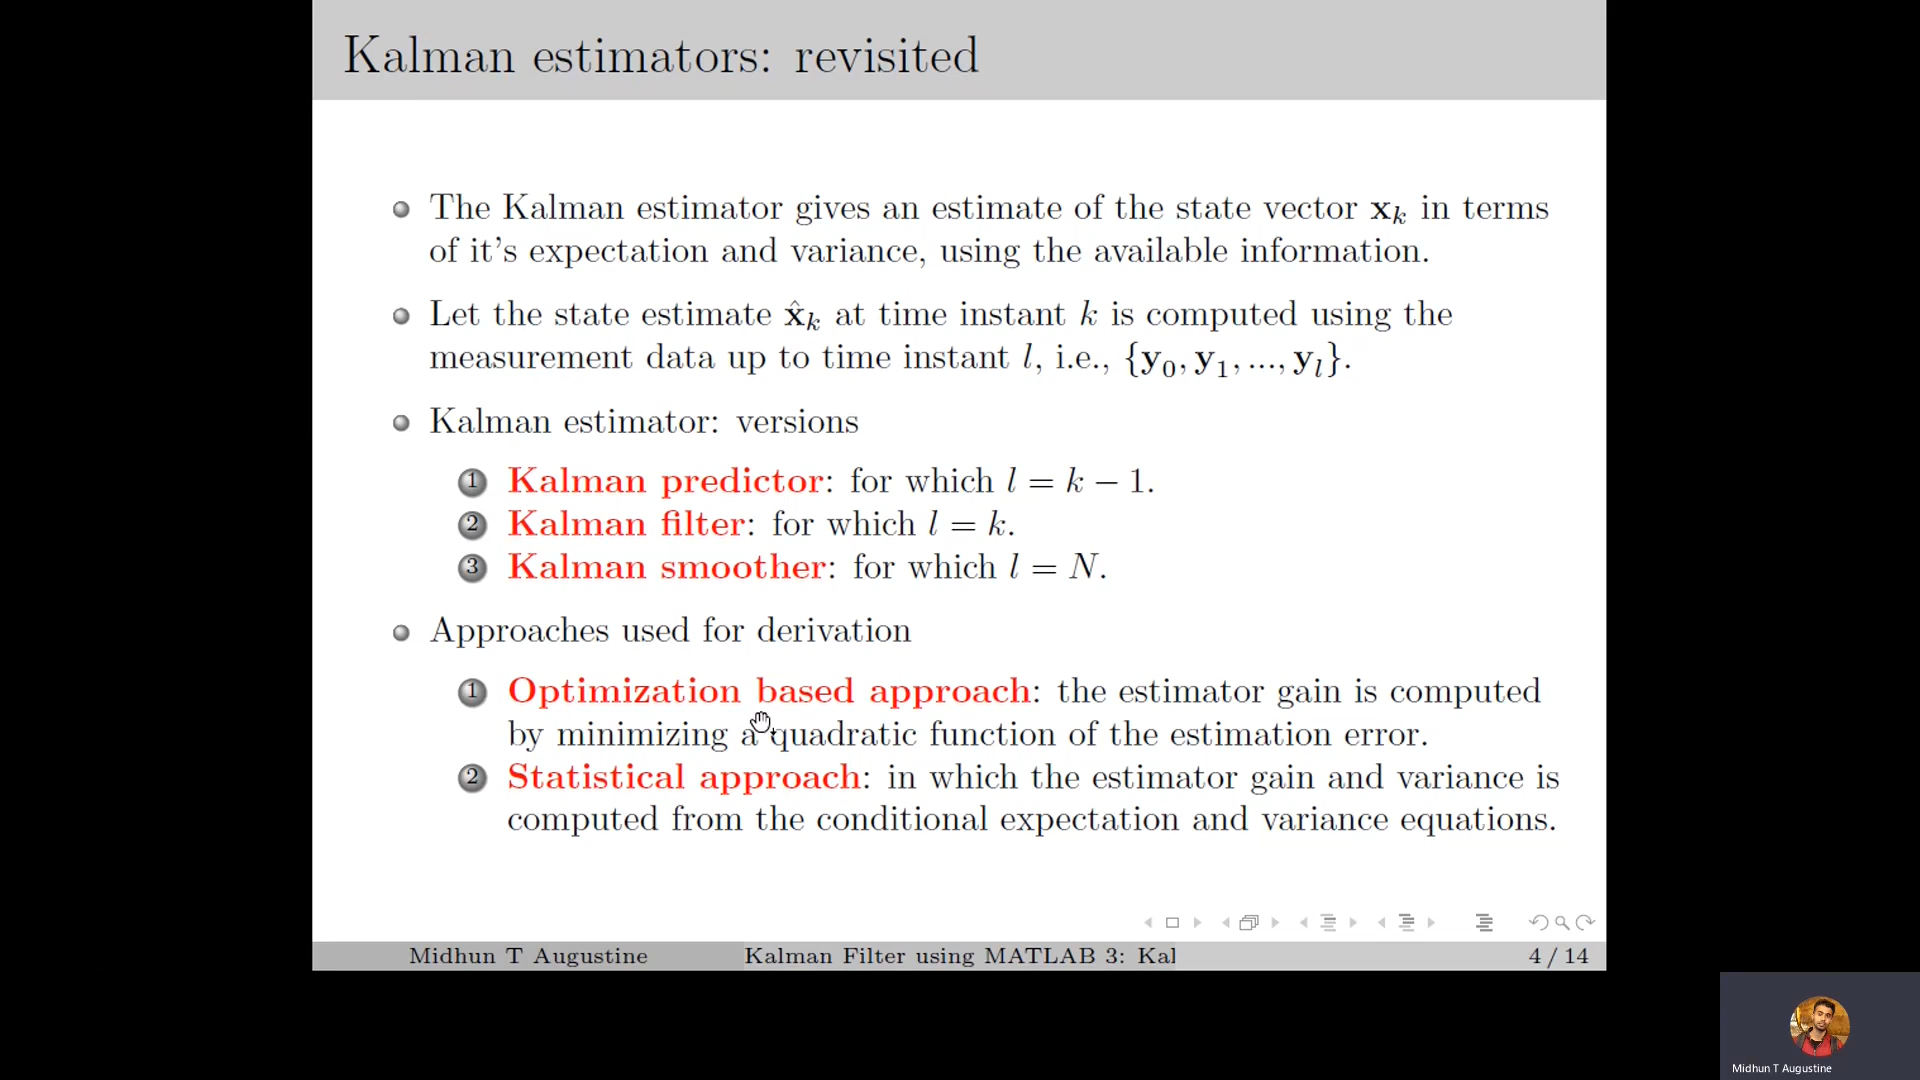 Kalman estimators: revisited
The Kalman estimator gives an estimate of the state vector 𝐱ₖ in terms
of it's expectation and variance, using the available information.
Let the state estimate 𝐱̂ₖ at time instant k is computed using the
measurement data up to time instant l, i.e., {𝐲₀, 𝐲₁, ..., 𝐲ₗ}.
Kalman estimator: versions
1 Kalman predictor: for which l = k − 1.
2 Kalman filter: for which l = k.
3 Kalman smoother: for which l = N.
Approaches used for derivation
1 Optimization based approach: the estimator gain is computed
by minimizing a quadratic function of the estimation error.
2 Statistical approach: in which the estimator gain and variance is
computed from the conditional expectation and variance equations.
Midhun T Augustine Kalman Filter using MATLAB 3: Kal 4 / 14
Midhun T Augustine